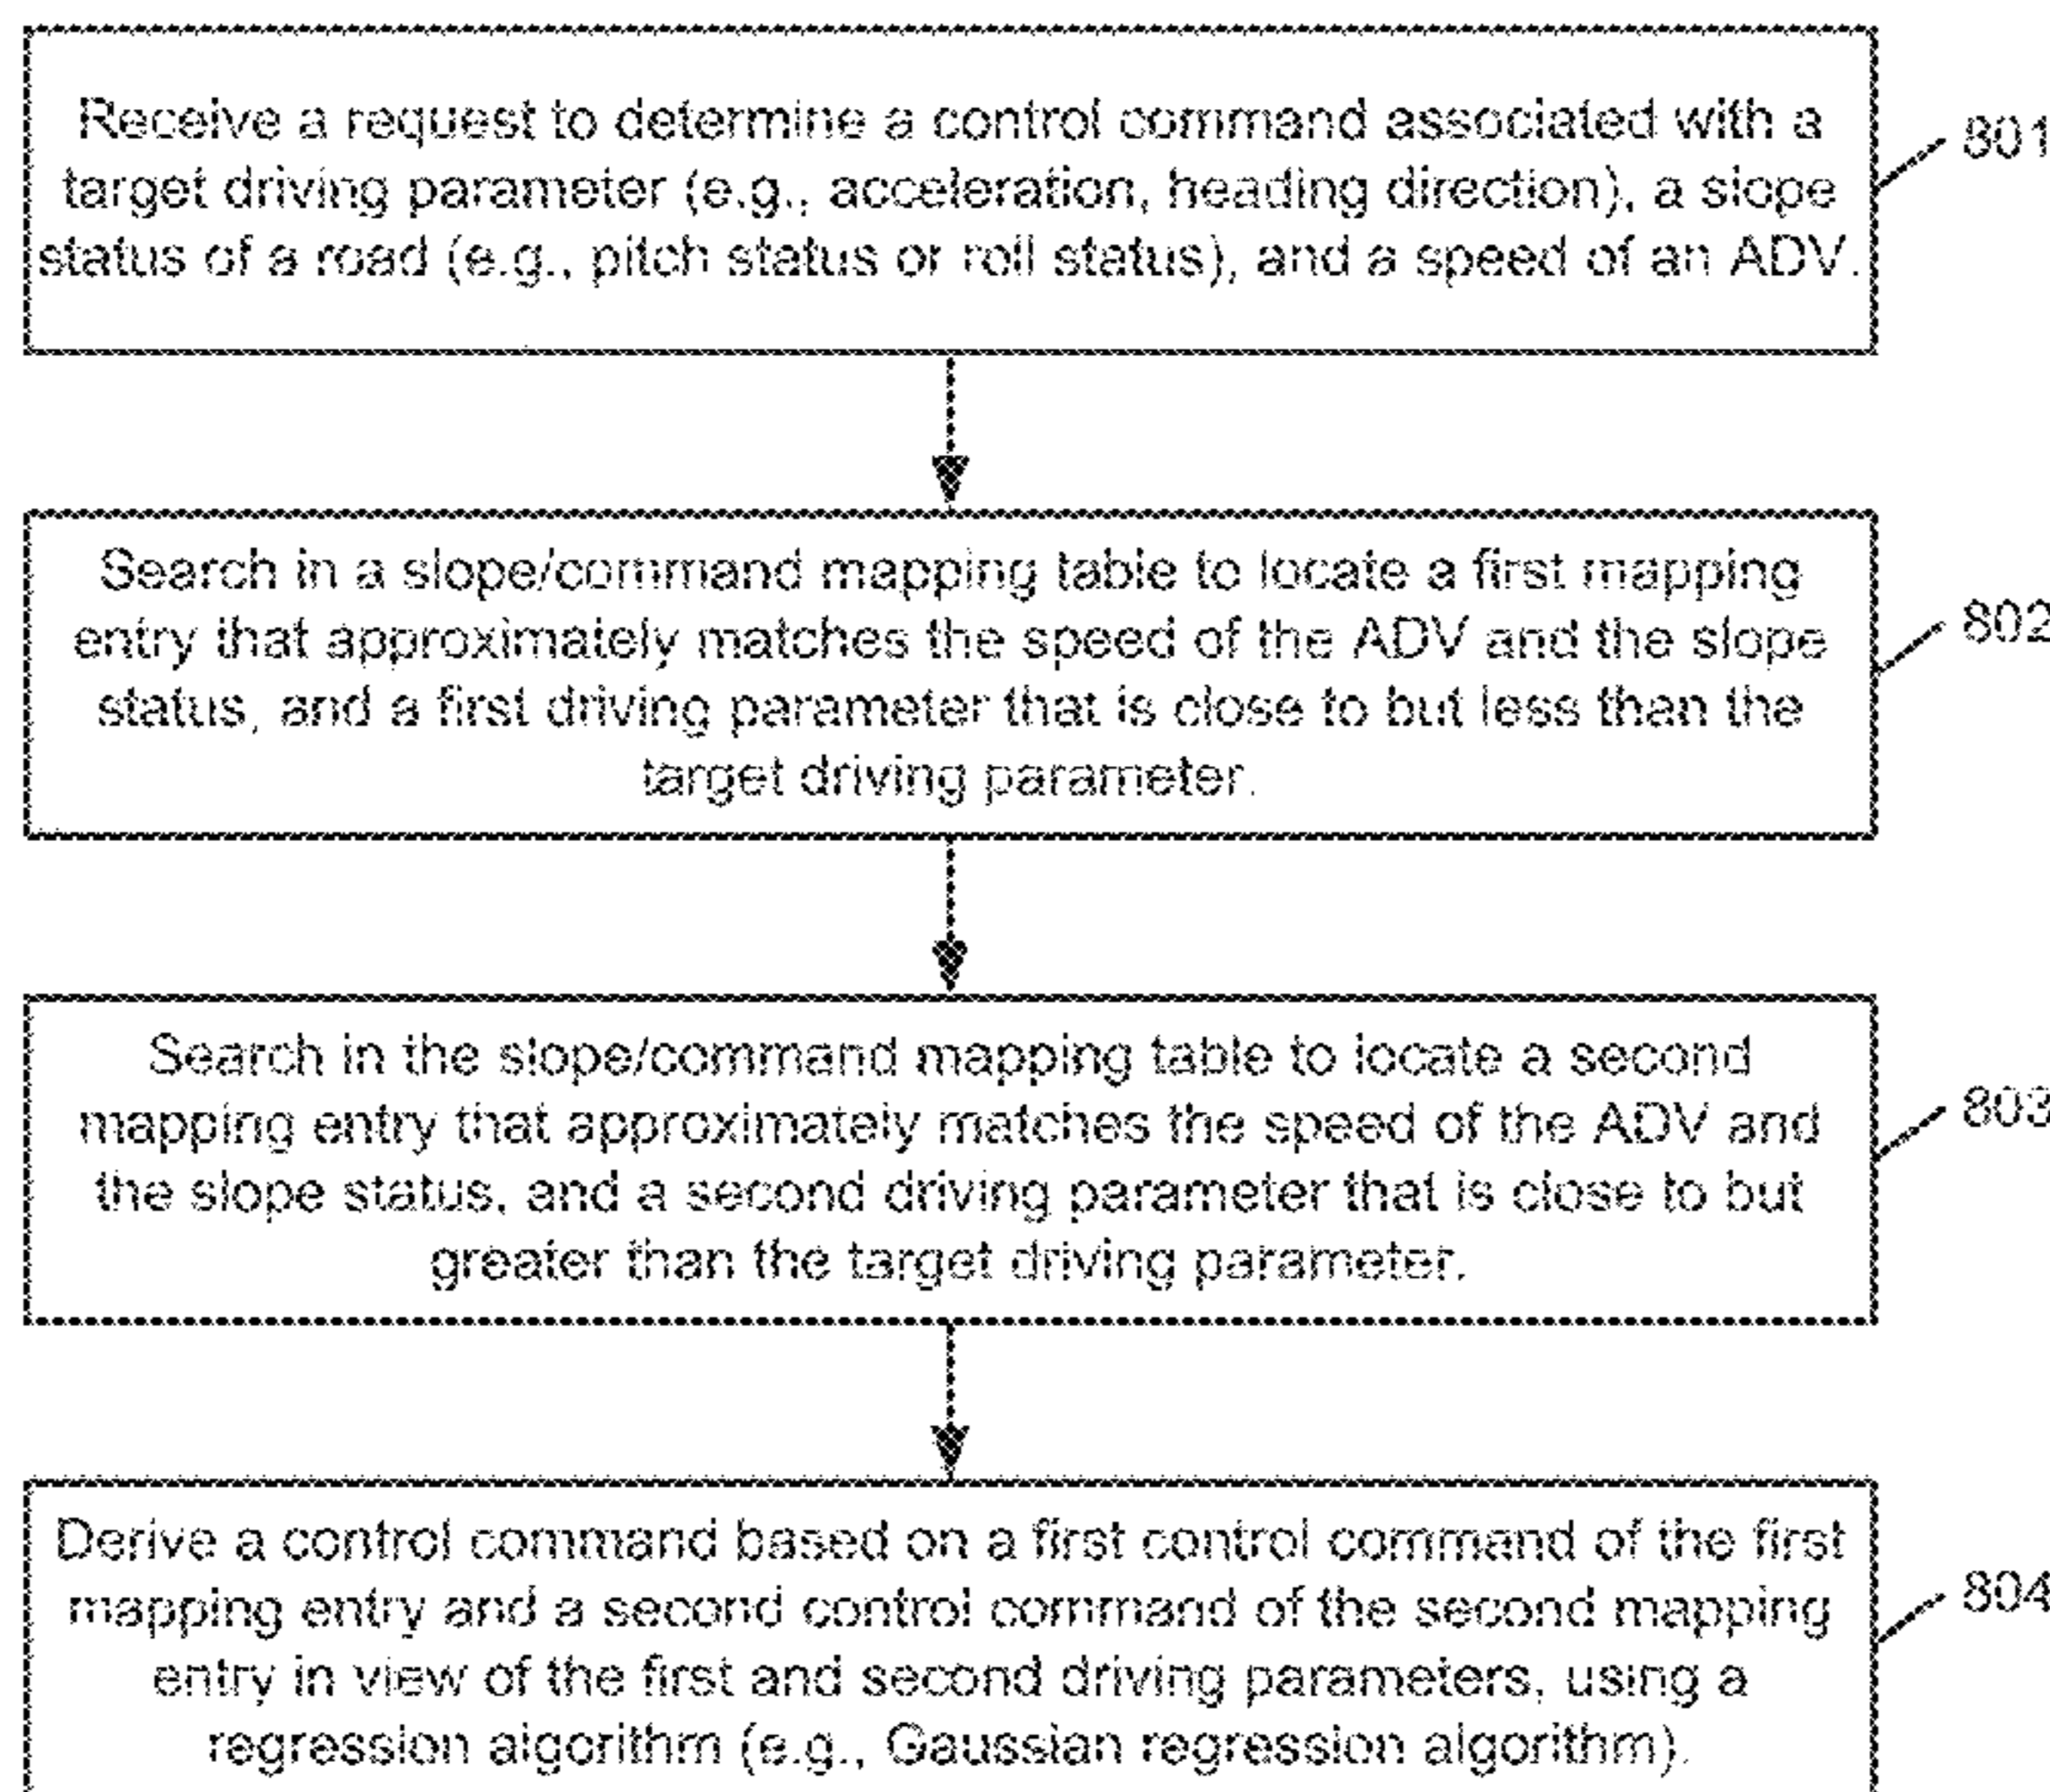 Receive a request to determine a control command associated with a
target driving parameter (e.g., acceleration, heading direction), a slope
status of a road (e.g., pitch status or roll status), and a speed of an ADV.
801
Search in a slope/command mapping table to locate a first mapping
entry that approximately matches the speed of the ADV and the slope
status, and a first driving parameter that is close to but less than the
target driving parameter.
802
Search in the slope/command mapping table to locate a second
mapping entry that approximately matches the speed of the ADV and
the slope status, and a second driving parameter that is close to but
greater than the target driving parameter.
803
Derive a control command based on a first control command of the first
mapping entry and a second control command of the second mapping
entry in view of the first and second driving parameters, using a
regression algorithm (e.g., Gaussian regression algorithm).
804